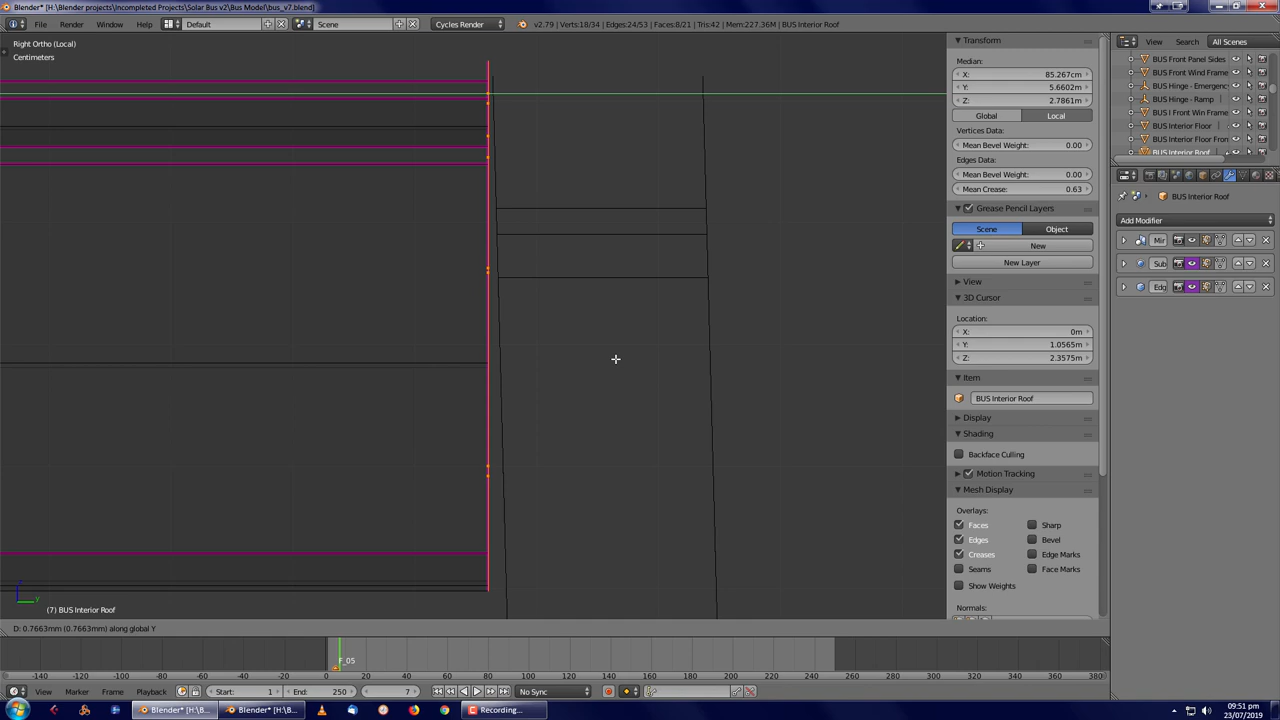 Blender* [H:\Blender projects\Incompleted Projects\Solar Bus v2\Bus Model\bus_v7.blend]
File Render Window Help Default Scene Cycles Render v2.79 | Verts:18/34 | Edges:24/53 | Faces:8/21 | Tris:42 | Mem:227.36M | BUS Interior Roof
Right Ortho (Local)
Centimeters
Transform
Median:
X: 85.267cm
Y: 5.6602m
Z: 2.7861m
Global Local
Vertices Data:
Mean Bevel Weight: 0.00
Edges Data:
Mean Bevel Weight: 0.00
Mean Crease: 0.63
Grease Pencil Layers
Scene Object
New
New Layer
View
3D Cursor
Location:
X: 0m
Y: 1.0565m
Z: 2.3575m
Item
BUS Interior Roof
Display
Shading
Backface Culling
Motion Tracking
Mesh Display
Overlays:
Faces Sharp
Edges Bevel
Creases Edge Marks
Seams Face Marks
Show Weights
Normals:
View Search All Scenes
BUS Front Panel Sides
BUS Front Wind Frame
BUS Hinge - Emergenc
BUS Hinge - Ramp
BUS I Front Win Frame
BUS Interior Floor
BUS Interior Floor Fron
BUS Interior Roof
BUS Interior Roof
Add Modifier
Mir
Sub
Edg
z
y
(7) BUS Interior Roof
D: 0.7663mm (0.7663mm) along global Y
F_05
-140 -120 -100 -80 -60 -40 -20 0 20 40 60 80 100 120 140 160 180 200 220 240 260 280 300 320 340 360 380
View Marker Frame Playback Start: 1 End: 250 7 No Sync
Blender* [H:\B... Blender* [H:\B... Recording...
09:51 pm
23/07/2019